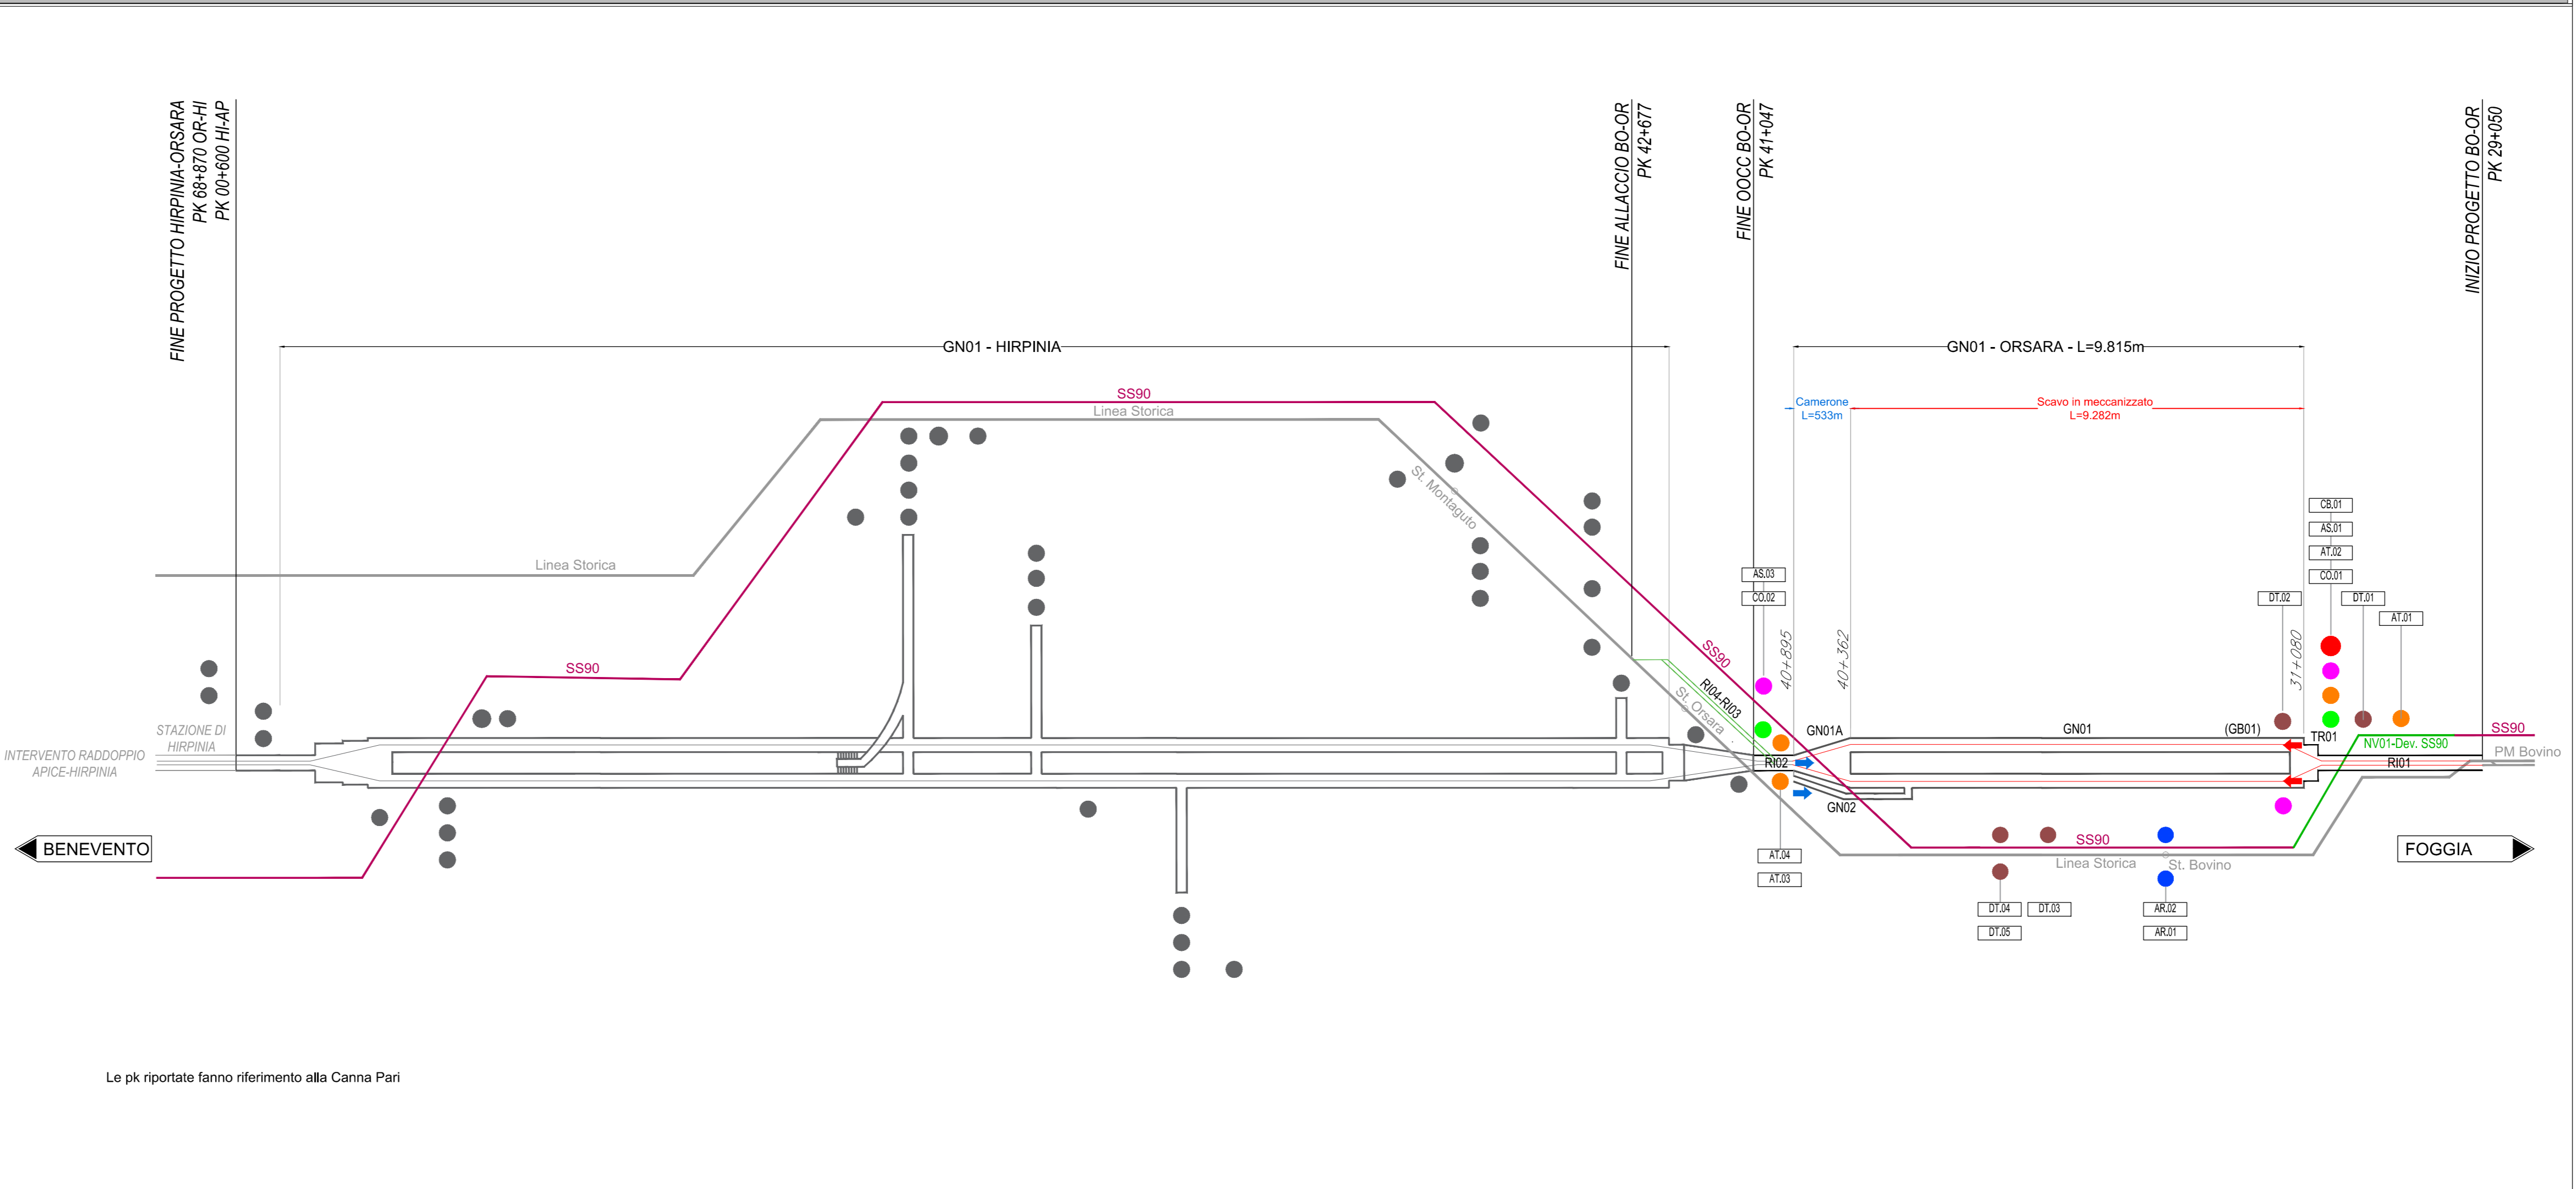 FINE PROGETTO HIRPINIA-ORSARA
PK 68+870 OR-HI
PK 00+600 HI-AP
FINE ALLACCIO BO-OR
PK 42+677
FINE OOCC BO-OR
PK 41+047
INIZIO PROGETTO BO-OR
PK 29+050
GN01 - HIRPINIA
GN01 - ORSARA - L=9.815m
SS90
Linea Storica
Camerone
L=533m
Scavo in meccanizzato
L=9.282m
St. Montaguto
Linea Storica
CB.01
AS.01
AT.02
CO.01
AS.03
CO.02
DT.02
DT.01
AT.01
40+895
40+362
31+080
SS90
SS90
RI04-RI03
St. Orsara
STAZIONE DI
HIRPINIA
INTERVENTO RADDOPPIO
APICE-HIRPINIA
GN01A
GN01
(GB01)
TR01
SS90
NV01-Dev. SS90
PM Bovino
RI02
RI01
GN02
BENEVENTO
SS90
Linea Storica
St. Bovino
FOGGIA
AT.04
AT.03
DT.04
DT.03
AR.02
DT.05
AR.01
Le pk riportate fanno riferimento alla Canna Pari